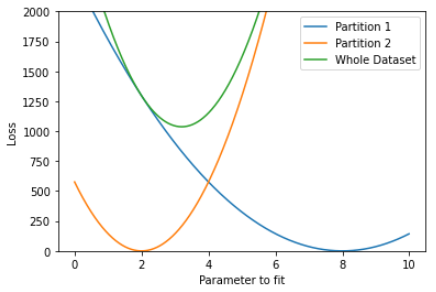 2000
1750
1500
1250
1000
750
500
250
0
Loss
0 2 4 6 8 10
Parameter to fit
Partition 1
Partition 2
Whole Dataset